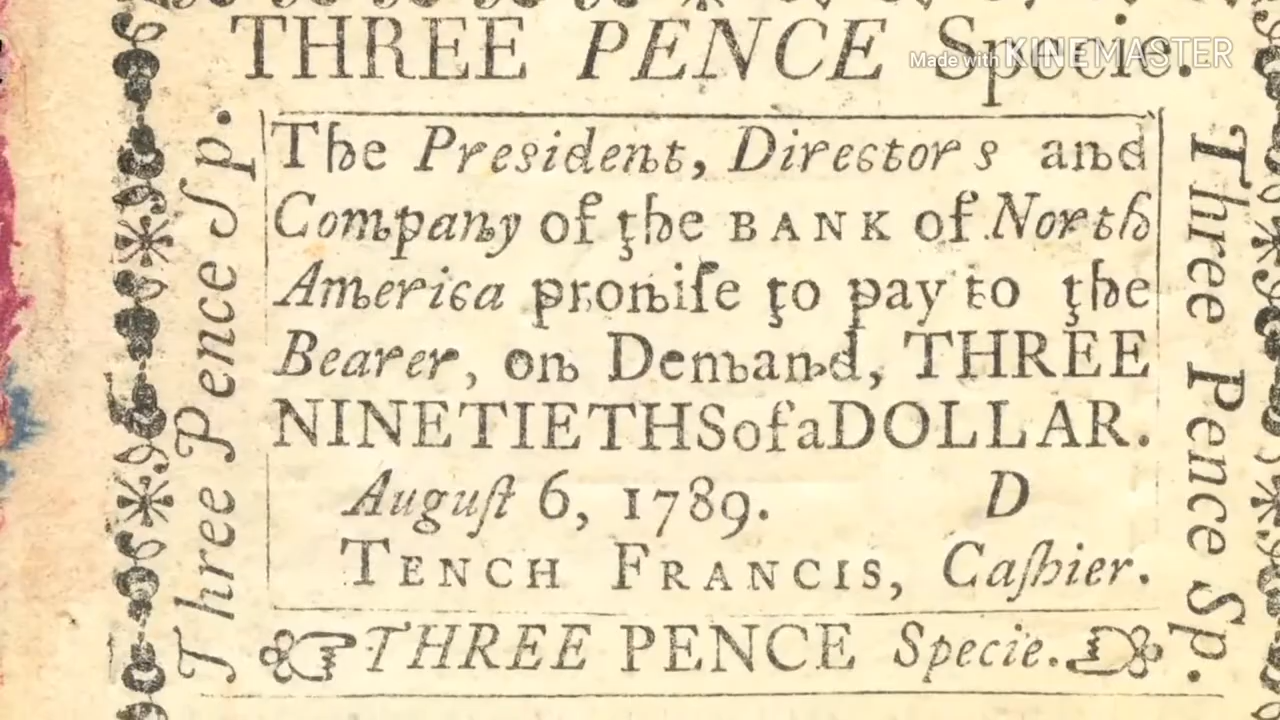 THREE PENCE Specie.
Made with KINEMASTER
Three Pence Sp.
The President, Directors and
Company of the BANK of North
America promiſe to pay to the
Bearer, on Demand, THREE
NINETIETHS of a DOLLAR.
Auguſt 6, 1789. D
TENCH FRANCIS, Caſhier.
☞ THREE PENCE Specie. ☜
Three Pence Sp.